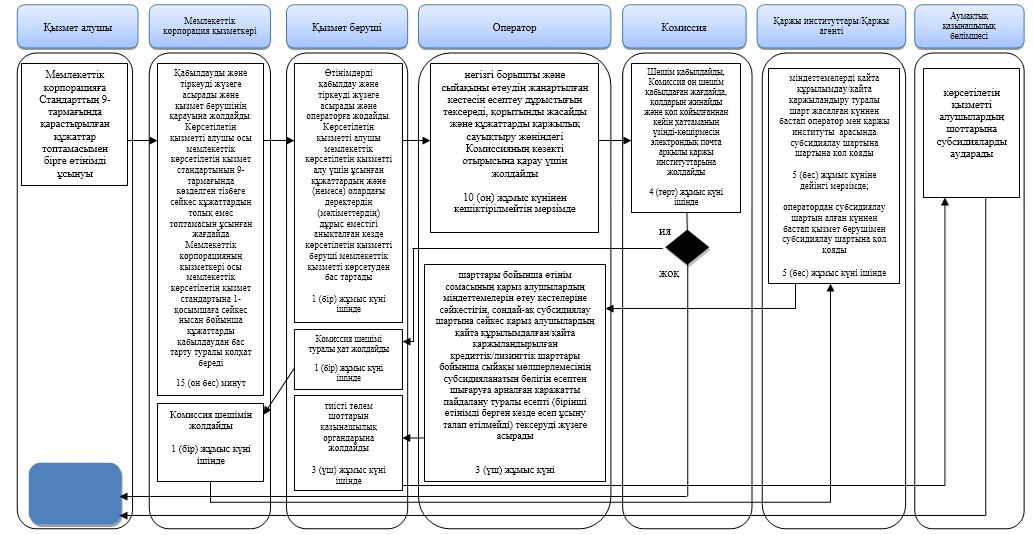 Қызмет алушы
Мемлекеттік
корпорация қызметкері
Қызмет беруші
Оператор
Комиссия
Қаржы институттары/Қаржы
агенті
Аумақтық
қазынашылық
бөлімшесі
Мемлекеттік
корпорацияға
Стандарттың 9-
тармағында
қарастырылған
құжаттар
топтамасымен
бірге өтінімді
ұсынуы
Қабылдауды және
тіркеуді жүзеге
асырады және
қызмет берушінің
қарауына жолдайды.
Көрсетілетін
қызметті алушы осы
мемлекеттік
көрсетілетін қызмет
стандартының 9-
тармағында
көзделген тізбеге
сәйкес құжаттардың
толық емес
топтамасын ұсынған
жағдайда
Мемлекеттік
корпорацияның
қызметкері осы
мемлекеттік
көрсетілетін қызмет
стандартына 1-
қосымшаға сәйкес
нысан бойынша
құжаттарды
қабылдаудан бас
тарту туралы қолхат
береді
15 (он бес) минут
Комиссия шешімін
жолдайды
1 (бір) жұмыс күні
ішінде
Өтінімдерді
қабылдау және
тіркеуді жүзеге
асырады және
операторға жодайды.
Көрсетілетін
қызметті алушы
мемлекеттік
көрсетілетін қызметті
алу үшін ұсынған
құжаттардың және
(немесе) олардағы
деректердің
(мәліметтердің)
дұрыс еместігі
анықталған кезде
көрсетілетін қызметті
беруші мемлекеттік
қызметті көрсетуден
бас тартады
1 (бір) жұмыс күні
ішінде
Комиссия шешімі
туралы хат жолдайды
1 (бір) жұмыс күні
ішінде
тиісті төлем
шоттарын
қазынашылық
органдарына
жолдайды
3 (үш) жұмыс күні
ішінде
негізгі борышты және
сыйақыны өтеудің жаңартылған
кестесін есептеу дұрыстығын
тексереді, қорытынды жасайды
және құжаттарды қаржылық
сауықтыру жөніндегі
Комиссияның кезекті
отырысына қарау үшін
жолдайды
10 (он) жұмыс күнінен
кешіктірілмейтін мерзімде
шарттары бойынша өтінім
сомасының қарыз алушылардың
міндеттемелерін өтеу кестелеріне
сәйкестігін, сондай-ақ субсидиялау
шартына сәйкес қарыз алушылардың
қайта құрылымдалған/қайта
қаржыландырылған
кредиттік/лизингтік шарттары
бойынша сыйақы мөлшерлемесінің
субсидияланатын бөлігін есептен
шығаруға арналған қаражатты
пайдалану туралы есепті (бірінші
өтінімді берген кезде есеп ұсыну
талап етілмейді) тексеруді жүзеге
асырады
3 (үш) жұмыс күні
Шешім қабылдайды,
Комиссия оң шешім
қабылдаған жағдайда,
қолдарын жинайды
және қол қойылғаннан
кейін хаттаманың
үзінді-көшірмесін
электрондық почта
арқылы қаржы
институттарына
жолдайды
4 (төрт) жұмыс күні
ішінде
ия
жоқ
міндеттемелерді қайта
құрылымдау/қайта
қаржыландыру туралы
шарт жасалған күннен
бастап оператор мен қаржы
институты арасында
субсидиялау шартына
шартына қол қояды
5 (бес) жұмыс күніне
дейінгі мерзімде;
оператордан субсидиялау
шартын алған күннен
бастап қызмет берушімен
субсидиялау шартына қол
қояды
5 (бес) жұмыс күні ішінде
көрсетілетін
қызметті
алушылардың
шоттарына
субсидияларды
аударады